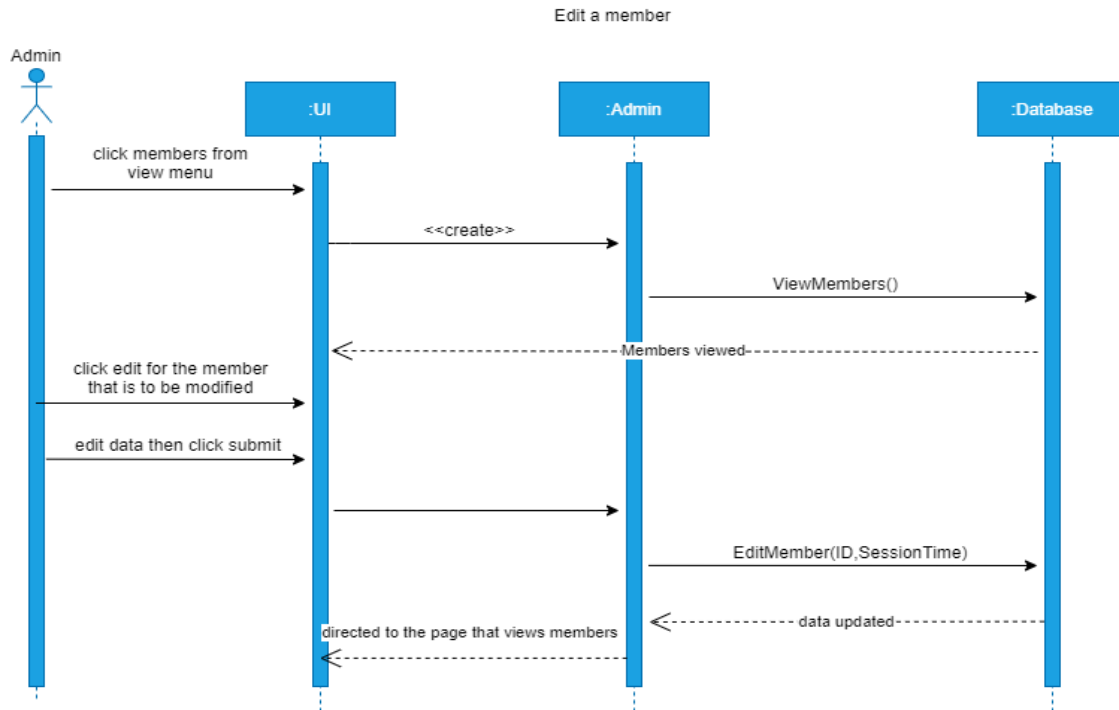 Edit a member
Admin
:UI
:Admin
:Database
click members from
view menu
<<create>>
ViewMembers()
Members viewed
click edit for the member
that is to be modified
edit data then click submit
EditMember(ID,SessionTime)
data updated
directed to the page that views members